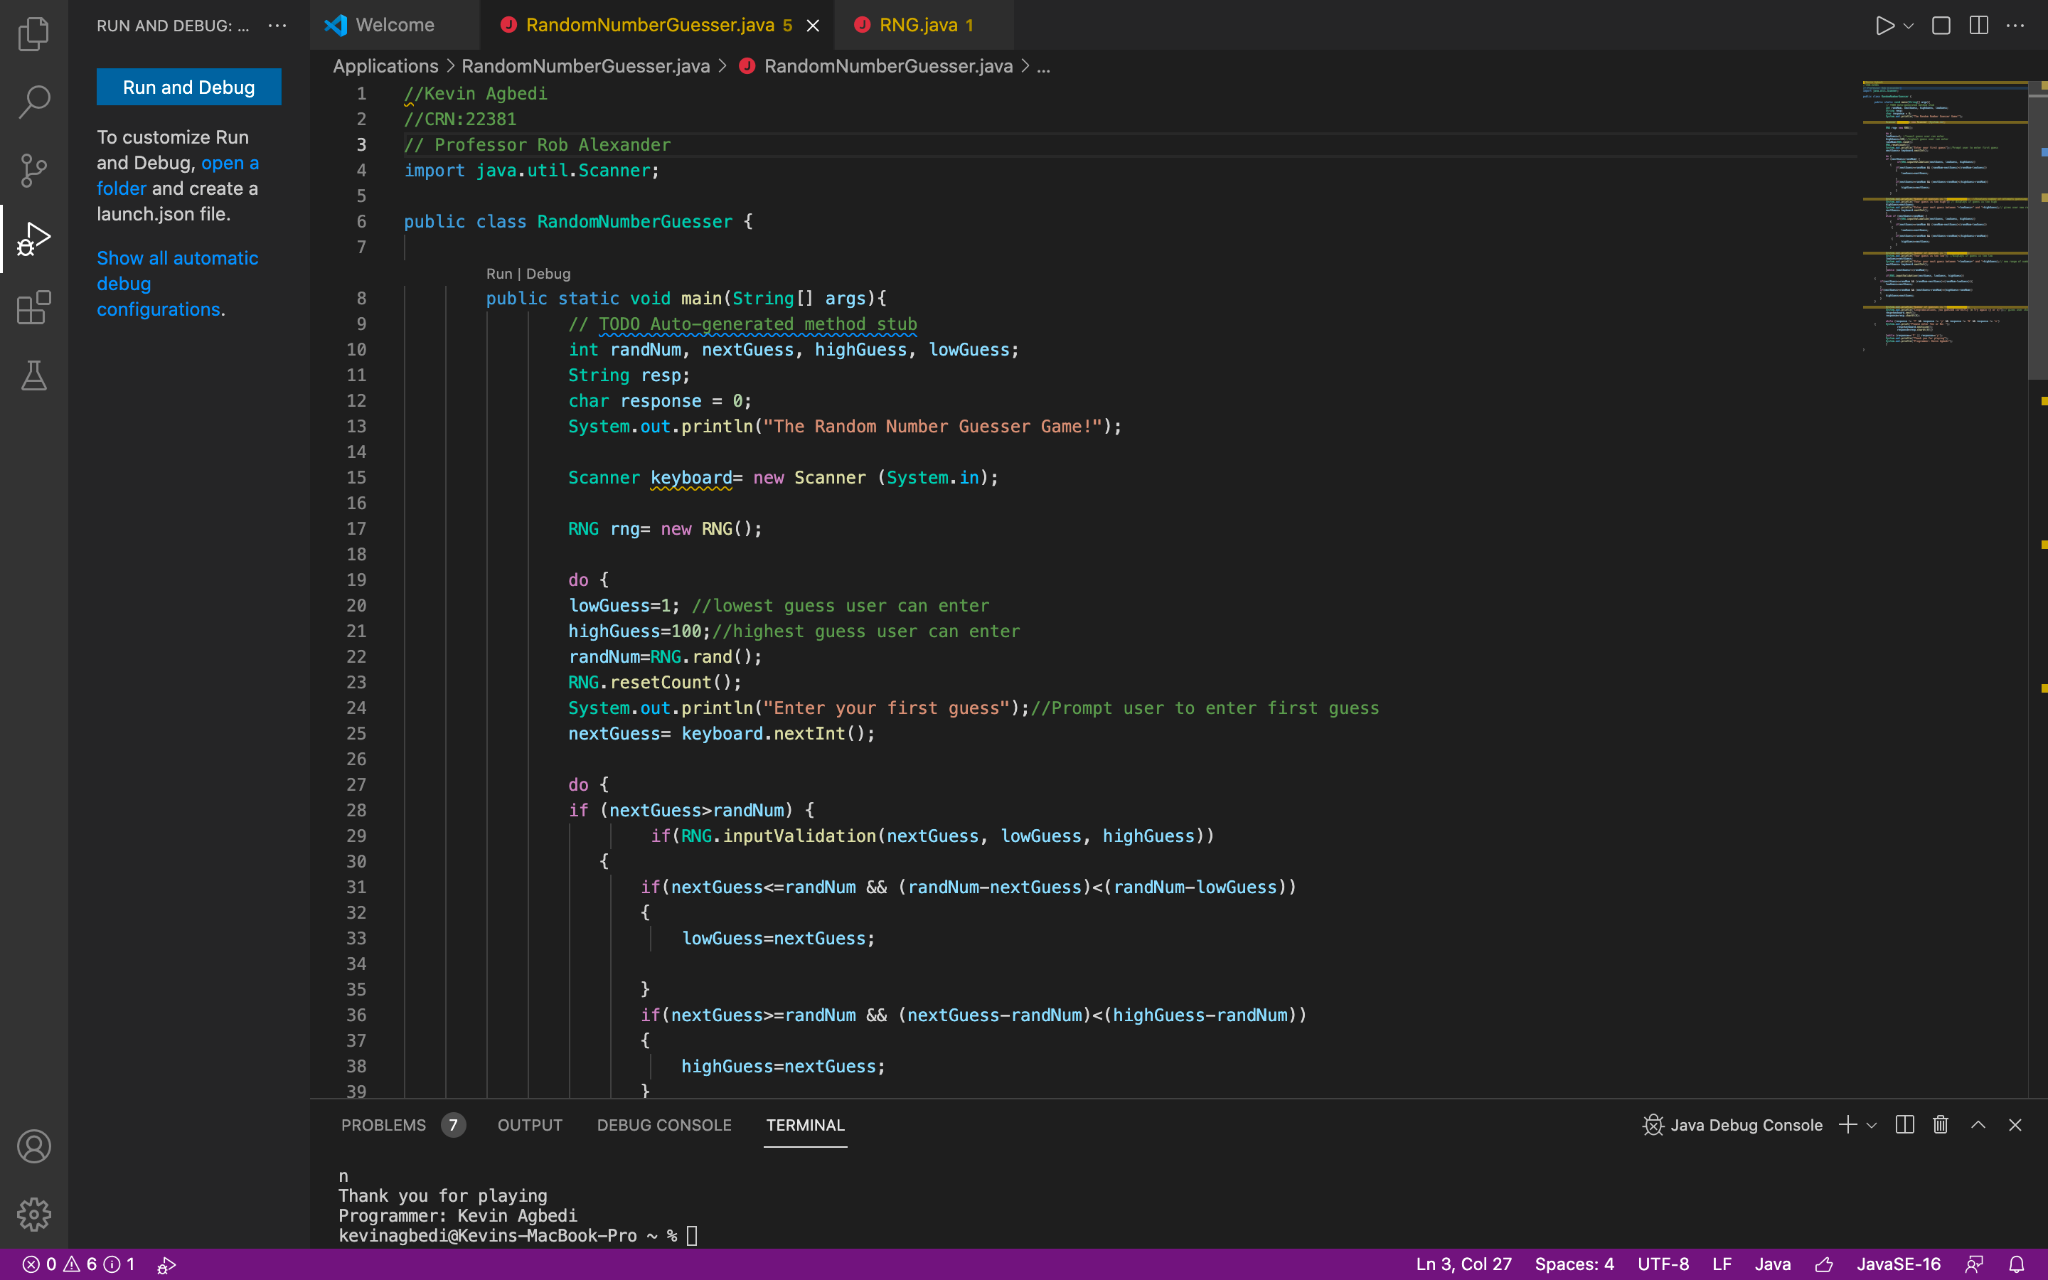 RUN AND DEBUG: ...
Run and Debug
To customize Run
and Debug, open a
folder and create a
launch.json file.
Show all automatic
debug
configurations.
Welcome
RandomNumberGuesser.java 5
RNG.java 1
Applications > RandomNumberGuesser.java > RandomNumberGuesser.java > ...
1 //Kevin Agbedi
2 //CRN:22381
3 // Professor Rob Alexander
4 import java.util.Scanner;
5
6 public class RandomNumberGuesser {
7
Run | Debug
8 public static void main(String[] args){
9 // TODO Auto-generated method stub
10 int randNum, nextGuess, highGuess, lowGuess;
11 String resp;
12 char response = 0;
13 System.out.println("The Random Number Guesser Game!");
14
15 Scanner keyboard= new Scanner (System.in);
16
17 RNG rng= new RNG();
18
19 do {
20 lowGuess=1; //lowest guess user can enter
21 highGuess=100;//highest guess user can enter
22 randNum=RNG.rand();
23 RNG.resetCount();
24 System.out.println("Enter your first guess");//Prompt user to enter first guess
25 nextGuess= keyboard.nextInt();
26
27 do {
28 if (nextGuess>randNum) {
29 if(RNG.inputValidation(nextGuess, lowGuess, highGuess))
30 {
31 if(nextGuess<=randNum && (randNum-nextGuess)<(randNum-lowGuess))
32 {
33 lowGuess=nextGuess;
34
35 }
36 if(nextGuess>=randNum && (nextGuess-randNum)<(highGuess-randNum))
37 {
38 highGuess=nextGuess;
39 }
PROBLEMS 7 OUTPUT DEBUG CONSOLE TERMINAL
Java Debug Console
n
Thank you for playing
Programmer: Kevin Agbedi
kevinagbedi@Kevins-MacBook-Pro ~ %
0 6 1
Ln 3, Col 27 Spaces: 4 UTF-8 LF Java JavaSE-16